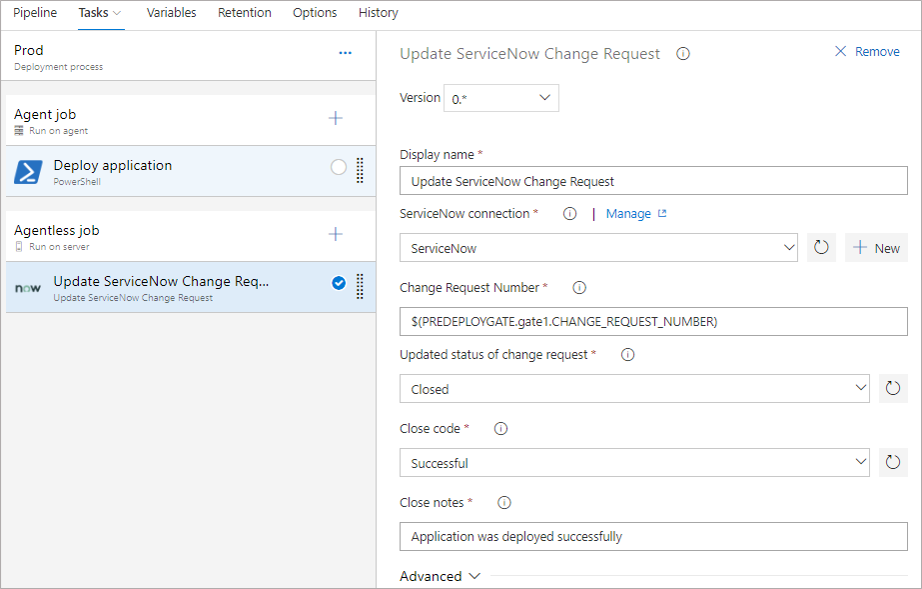 Pipeline Tasks Variables Retention Options History
Prod
Deployment process
Agent job
Run on agent
Deploy application
PowerShell
Agentless job
Run on server
now
Update ServiceNow Change Req...
Update ServiceNow Change Request
Update ServiceNow Change Request
Remove
Version 0.*
Display name *
Update ServiceNow Change Request
ServiceNow connection * | Manage
ServiceNow
New
Change Request Number *
$(PREDEPLOYGATE.gate1.CHANGE_REQUEST_NUMBER)
Updated status of change request *
Closed
Close code *
Successful
Close notes *
Application was deployed successfully
Advanced